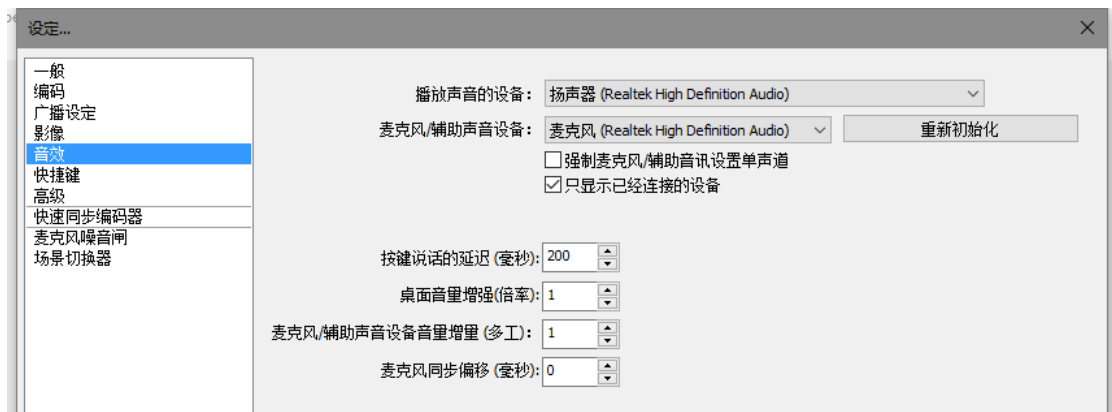 设定...
一般
编码
广播设定
影像
音效
快捷键
高级
快速同步编码器
麦克风噪音闸
场景切换器
播放声音的设备： 扬声器 (Realtek High Definition Audio)
麦克风/辅助声音设备： 麦克风 (Realtek High Definition Audio) 重新初始化
强制麦克风/辅助音讯设置单声道
只显示已经连接的设备
按键说话的延迟 (毫秒): 200
桌面音量增强(倍率): 1
麦克风/辅助声音设备音量增量 (多工)： 1
麦克风同步偏移 (毫秒): 0